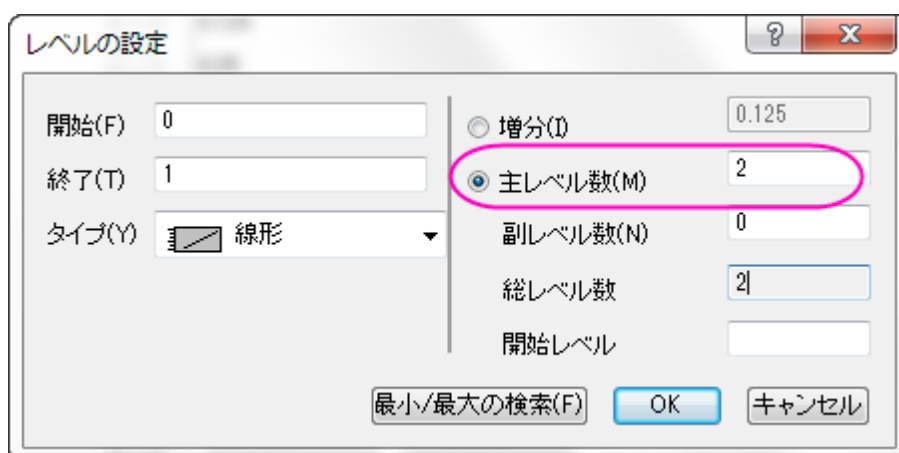 レベルの設定
開始(F) 0
終了(T) 1
タイプ(Y) 線形
増分(I) 0.125
主レベル数(M) 2
副レベル数(N) 0
総レベル数 2
開始レベル
最小/最大の検索(F) OK キャンセル